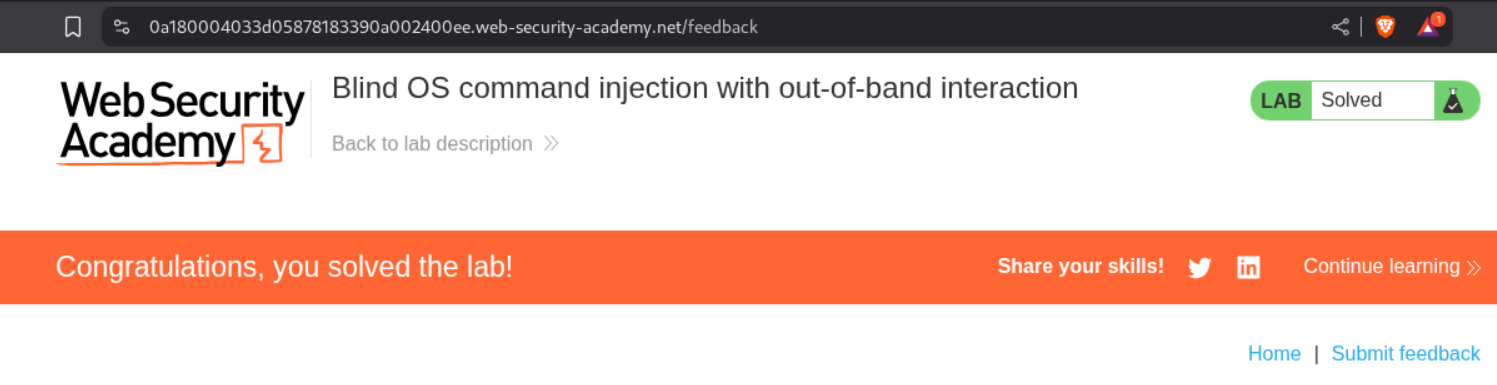 0a180004033d05878183390a002400ee.web-security-academy.net/feedback
1
Web Security
Academy
Blind OS command injection with out-of-band interaction
Back to lab description
LAB Solved
Congratulations, you solved the lab!
Share your skills!
in
Continue learning
Home | Submit feedback